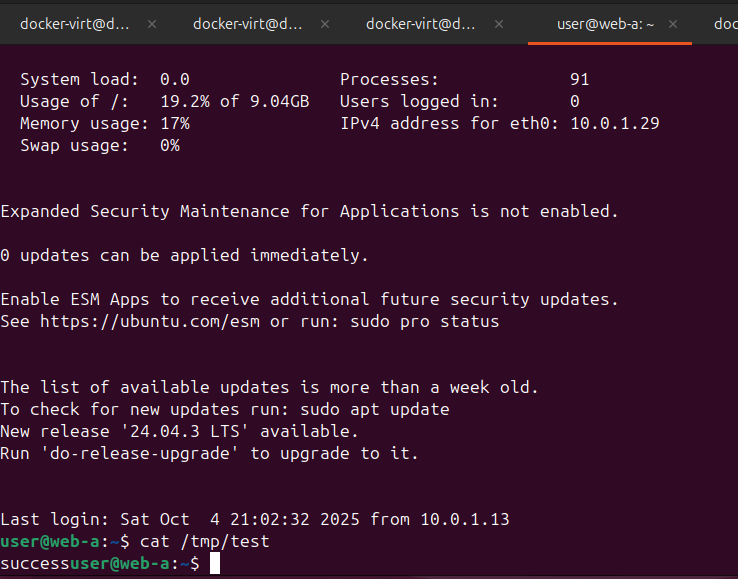 docker-virt@d... × docker-virt@d... × docker-virt@d... × user@web-a: ~ × doc
System load: 0.0 Processes: 91
Usage of /: 19.2% of 9.04GB Users logged in: 0
Memory usage: 17% IPv4 address for eth0: 10.0.1.29
Swap usage: 0%
Expanded Security Maintenance for Applications is not enabled.
0 updates can be applied immediately.
Enable ESM Apps to receive additional future security updates.
See https://ubuntu.com/esm or run: sudo pro status
The list of available updates is more than a week old.
To check for new updates run: sudo apt update
New release '24.04.3 LTS' available.
Run 'do-release-upgrade' to upgrade to it.
Last login: Sat Oct  4 21:02:32 2025 from 10.0.1.13
user@web-a:~$ cat /tmp/test
successuser@web-a:~$